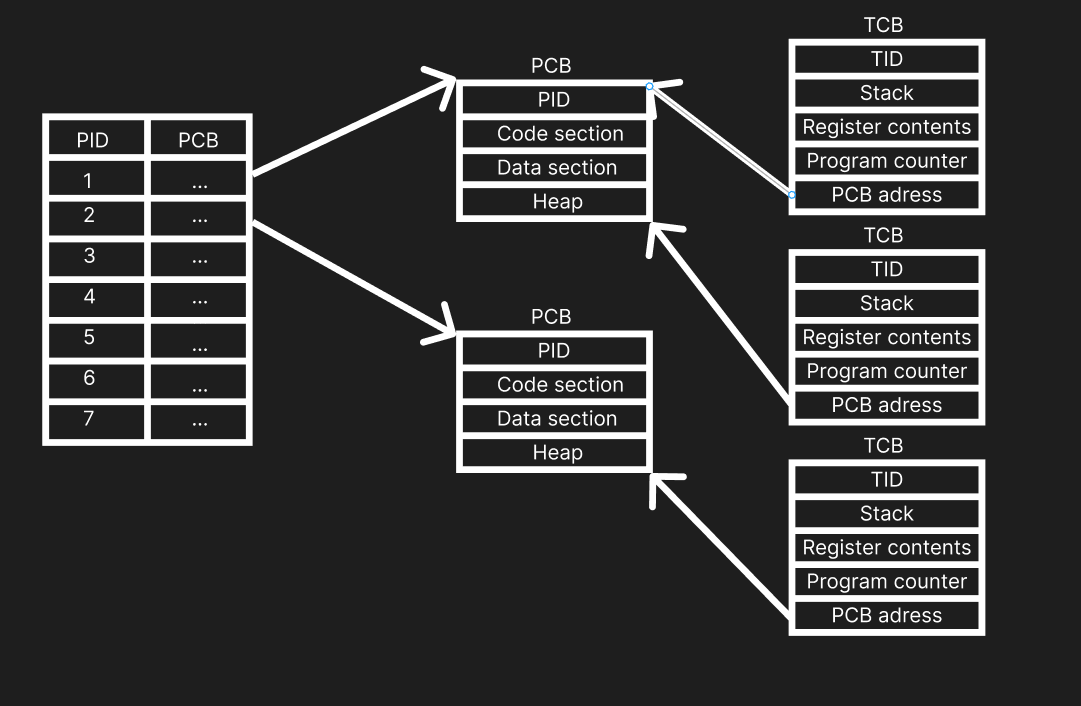 PID PCB
1 ...
2 ...
3 ...
4 ...
5 ...
6 ...
7 ...
PCB
PID
Code section
Data section
Heap
PCB
PID
Code section
Data section
Heap
TCB
TID
Stack
Register contents
Program counter
PCB adress
TCB
TID
Stack
Register contents
Program counter
PCB adress
TCB
TID
Stack
Register contents
Program counter
PCB adress